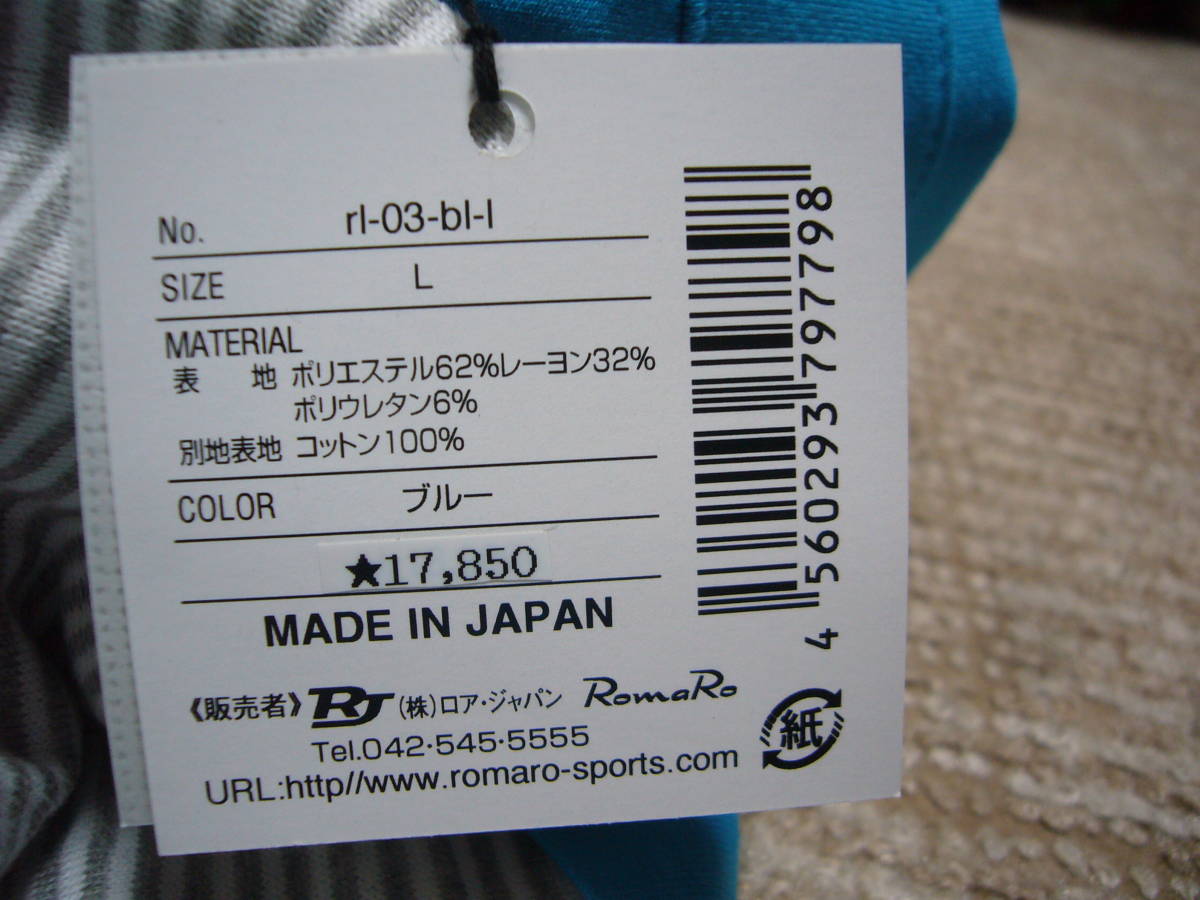 No. rl-03-bl-l
SIZE L
MATERIAL
表 地 ポリエステル62%レーヨン32%
ポリウレタン6%
別地表地 コットン100%
COLOR ブルー
★17,850
MADE IN JAPAN
《販売者》 RJ (株)ロア・ジャパン RomaRo
Tel.042・545・5555
URL:http//www.romaro-sports.com
紙
4 560293 797798